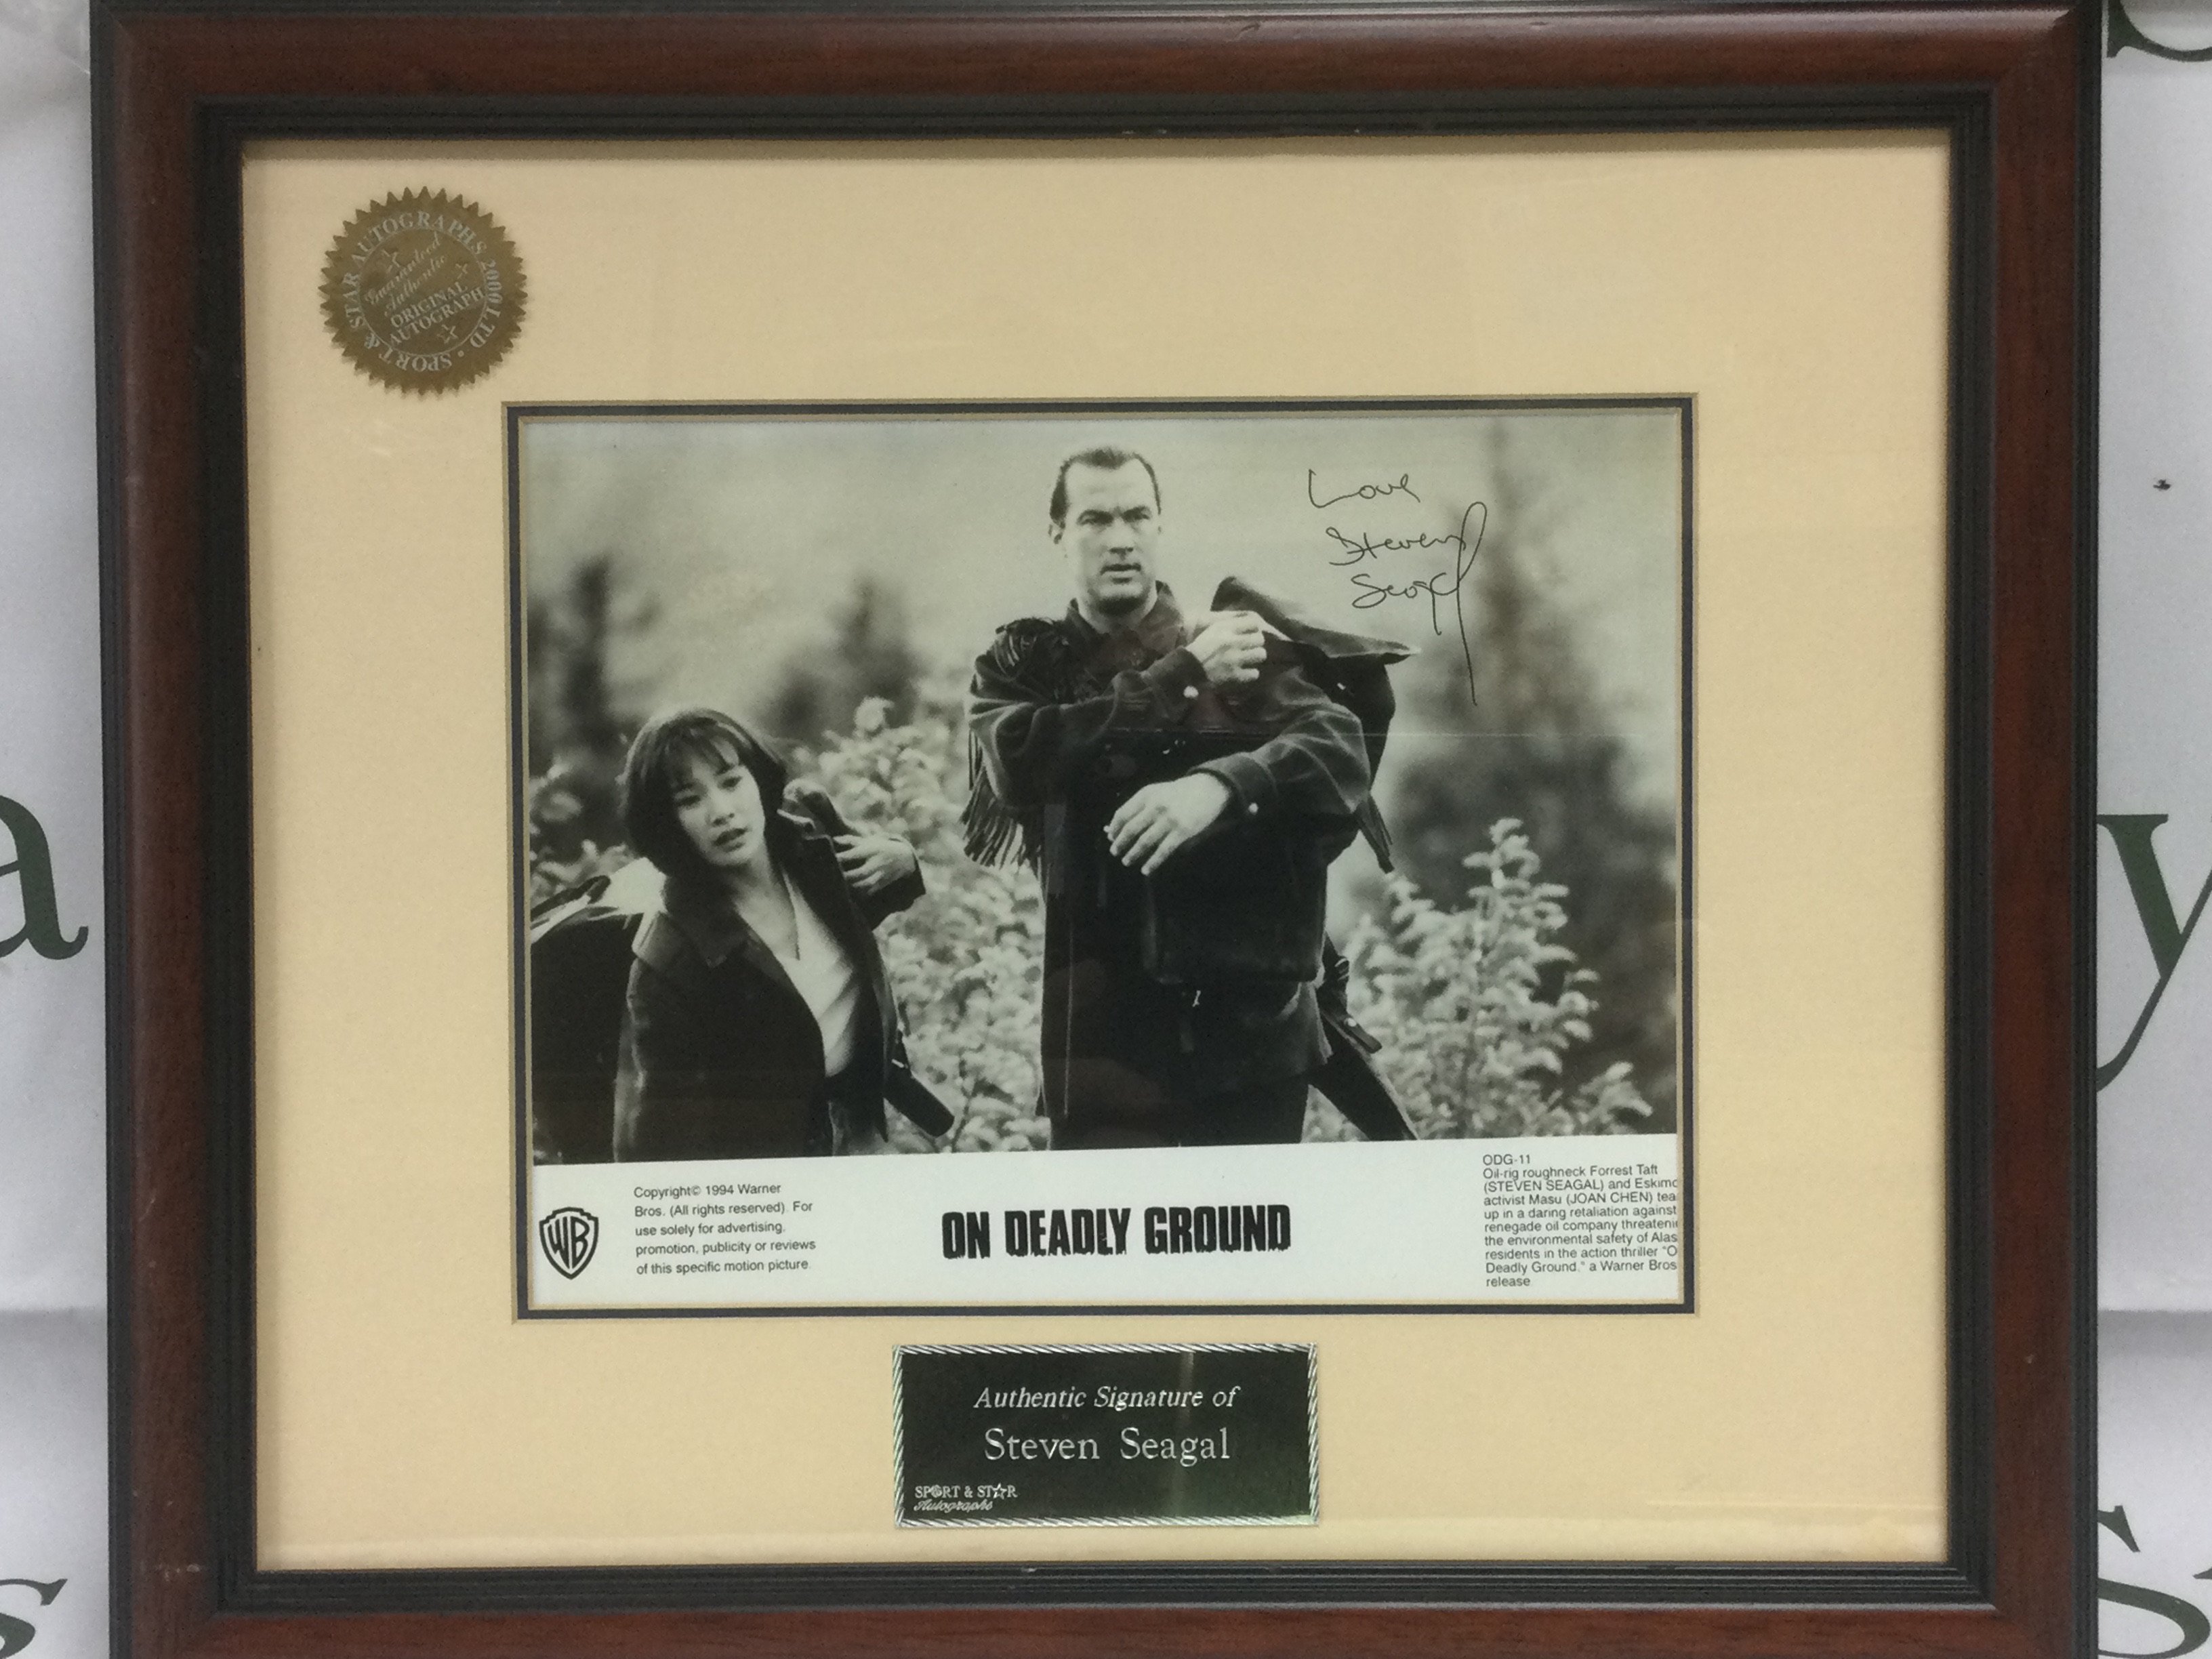 SPORT & STAR AUTOGRAPHS 2000 LTD •
Guaranteed
Authentic
ORIGINAL
AUTOGRAPH
Love
Steven
Seagal
WB
Copyright© 1994 Warner
Bros. (All rights reserved). For
use solely for advertising,
promotion, publicity or reviews
of this specific motion picture.
ON DEADLY GROUND
ODG-11
Oil-rig roughneck Forrest Taft
(STEVEN SEAGAL) and Eskimo
activist Masu (JOAN CHEN) tea
up in a daring retaliation against
renegade oil company threateni
the environmental safety of Alas
residents in the action thriller "O
Deadly Ground," a Warner Bros
release.
Authentic Signature of
Steven Seagal
SPORT & STAR
Autographs
a
y
s
s